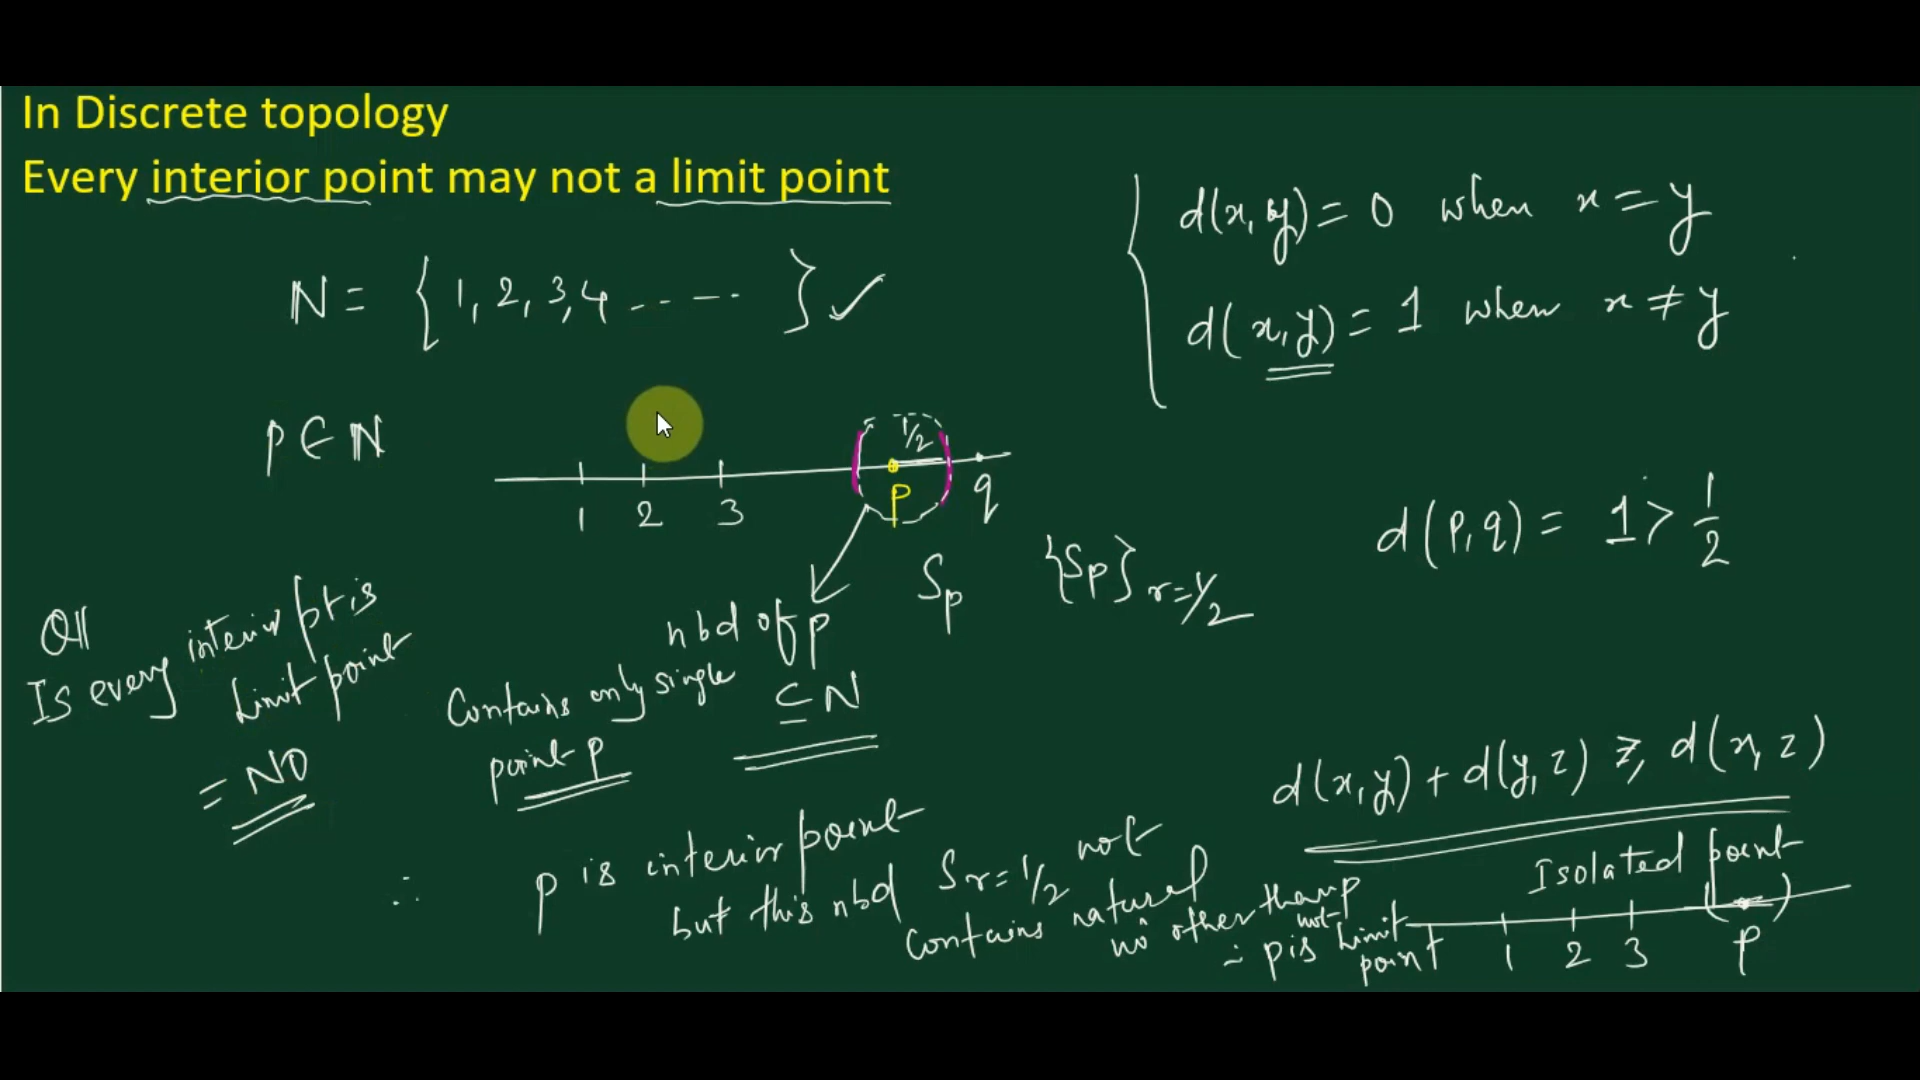 In Discrete topology
Every interior point may not a limit point
N = { 1, 2, 3, 4 ------ } ✓
d(x, y) = 0 when x = y
d(x, y) = 1 when x ≠ y
p ∈ N
1/2
1 2 3 P q
d(p, q) = 1 > 1/2
Sp {Sp} r=1/2
nbd of p
⊆ N
Contains only single
point p
Is every interior pt is
limit point
= NO
d(x, y) + d(y, z) ≥ d(x, z)
∴ p is interior point
but this nbd Sr=1/2 not
contains natural
no other than p
∴ p is not limit
point
Isolated point
1 2 3 p